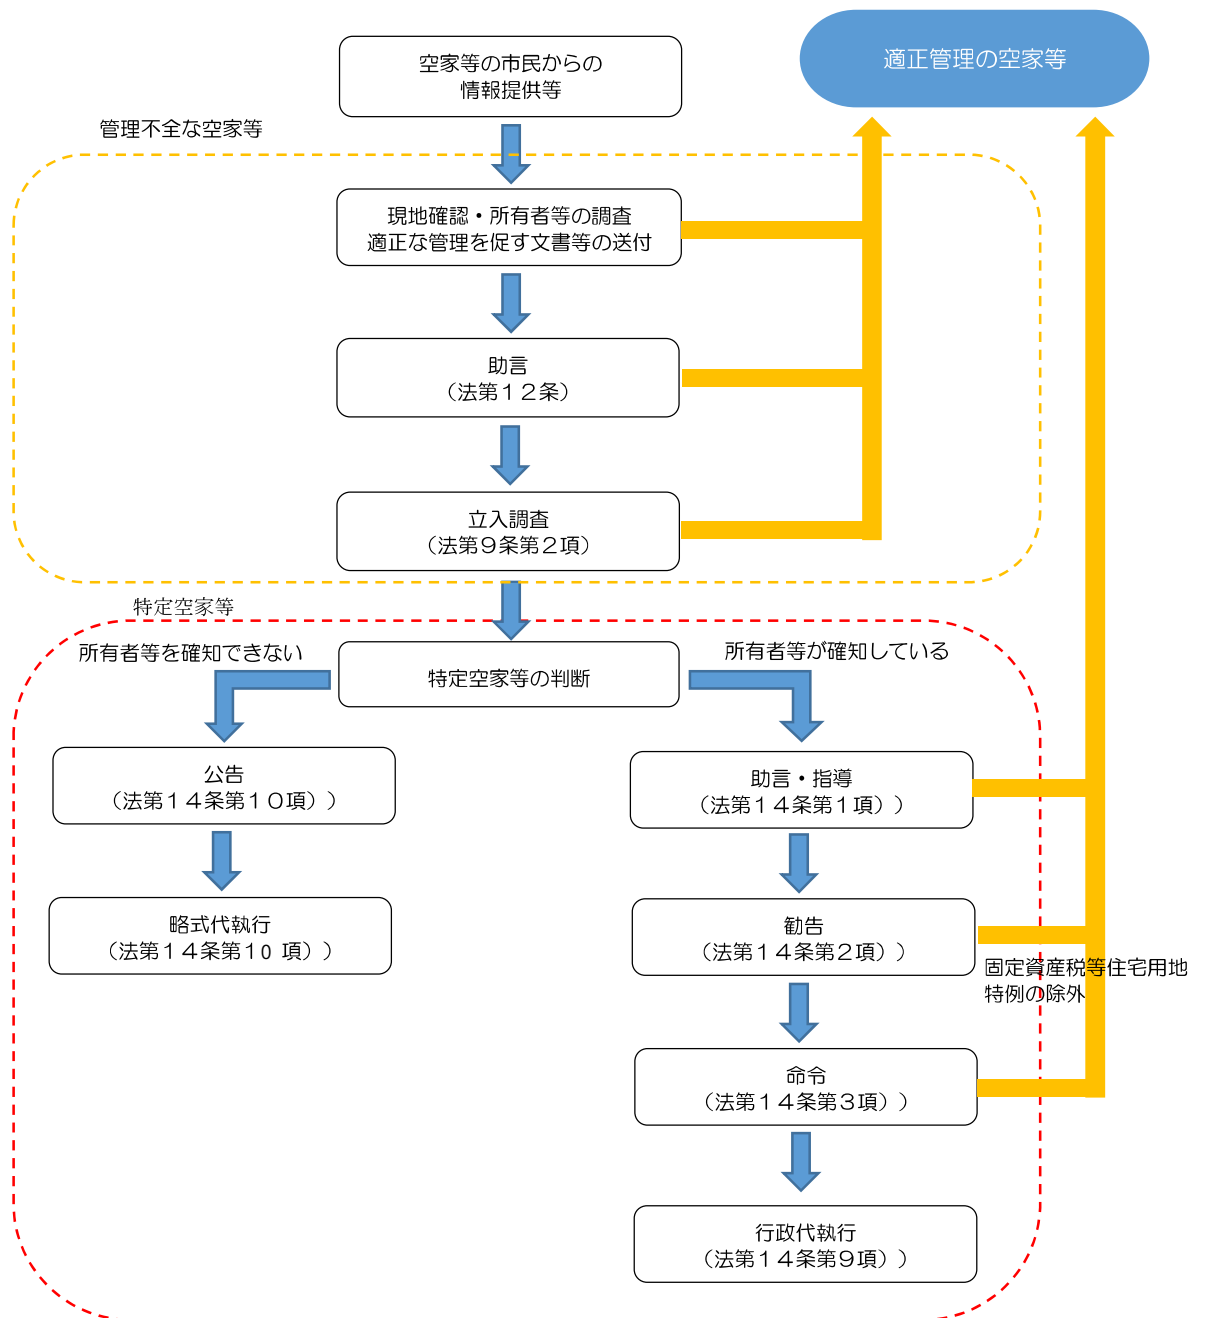 空家等の市民からの
情報提供等
適正管理の空家等
管理不全な空家等
現地確認・所有者等の調査
適正な管理を促す文書等の送付
助言
（法第１２条）
立入調査
（法第９条第２項）
特定空家等
所有者等を確知できない
特定空家等の判断
所有者等が確知している
公告
（法第１４条第１０項））
助言・指導
（法第１４条第１項））
略式代執行
（法第１４条第１０ 項））
勧告
（法第１４条第２項））
固定資産税等住宅用地
特例の除外
命令
（法第１４条第３項））
行政代執行
（法第１４条第９項））